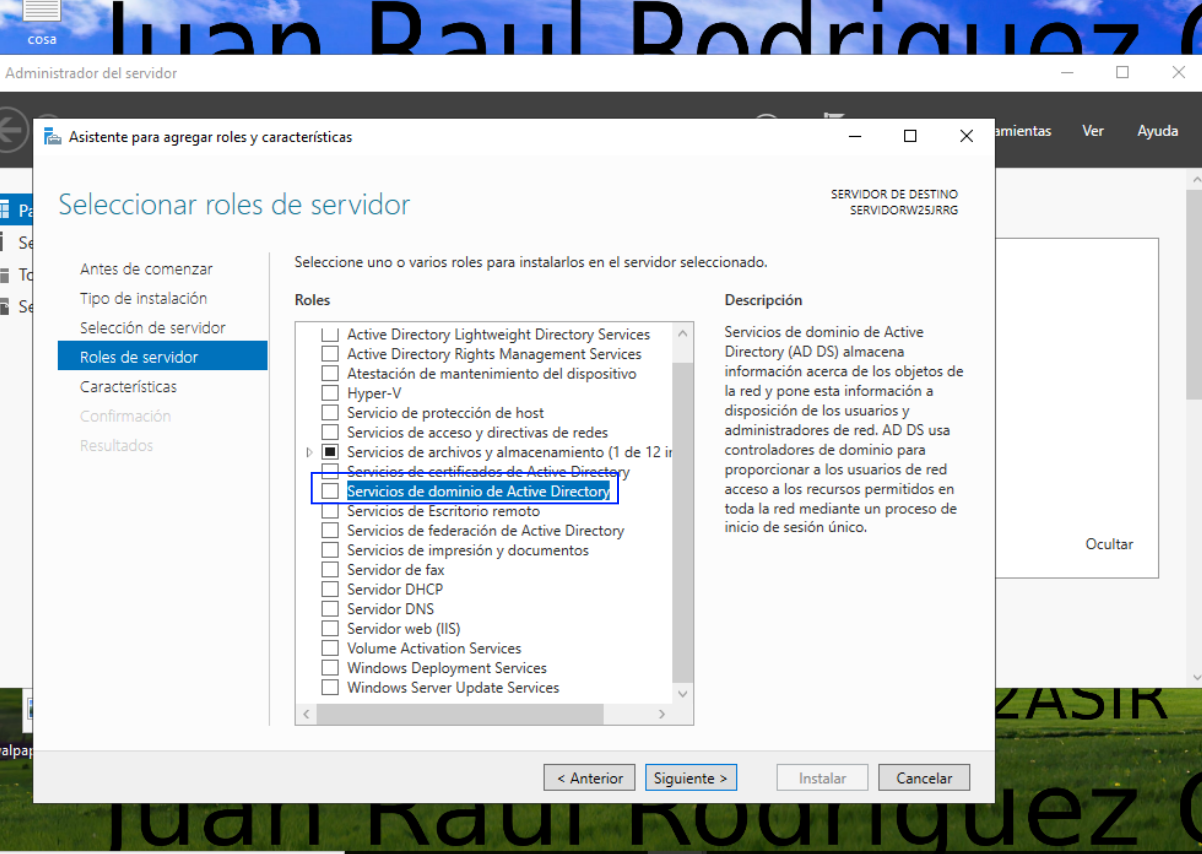 cosa
Juan Raul Rodriguez
Administrador del servidor
Asistente para agregar roles y características
Ver
Ayuda
Seleccionar roles de servidor
SERVIDOR DE DESTINO
SERVIDORW25JRRG
Antes de comenzar
Tipo de instalación
Selección de servidor
Roles de servidor
Características
Confirmación
Resultados
Seleccione uno o varios roles para instalarlos en el servidor seleccionado.
Roles
Active Directory Lightweight Directory Services
Active Directory Rights Management Services
Atestación de mantenimiento del dispositivo
Hyper-V
Servicio de protección de host
Servicios de acceso y directivas de redes
Servicios de archivos y almacenamiento (1 de 12 i
Servicios de certificados de Active Directory
Servicios de dominio de Active Directory
Servicios de Escritorio remoto
Servicios de federación de Active Directory
Servicios de impresión y documentos
Servidor de fax
Servidor DHCP
Servidor DNS
Servidor web (IIS)
Volume Activation Services
Windows Deployment Services
Windows Server Update Services
Descripción
Servicios de dominio de Active
Directory (AD DS) almacena
información acerca de los objetos de
la red y pone esta información a
disposición de los usuarios y
administradores de red. AD DS usa
controladores de dominio para
proporcionar a los usuarios de red
acceso a los recursos permitidos en
toda la red mediante un proceso de
inicio de sesión único.
Ocultar
2ASIR
< Anterior
Siguiente >
Instalar
Cancelar
Juan Raul Rodriguez